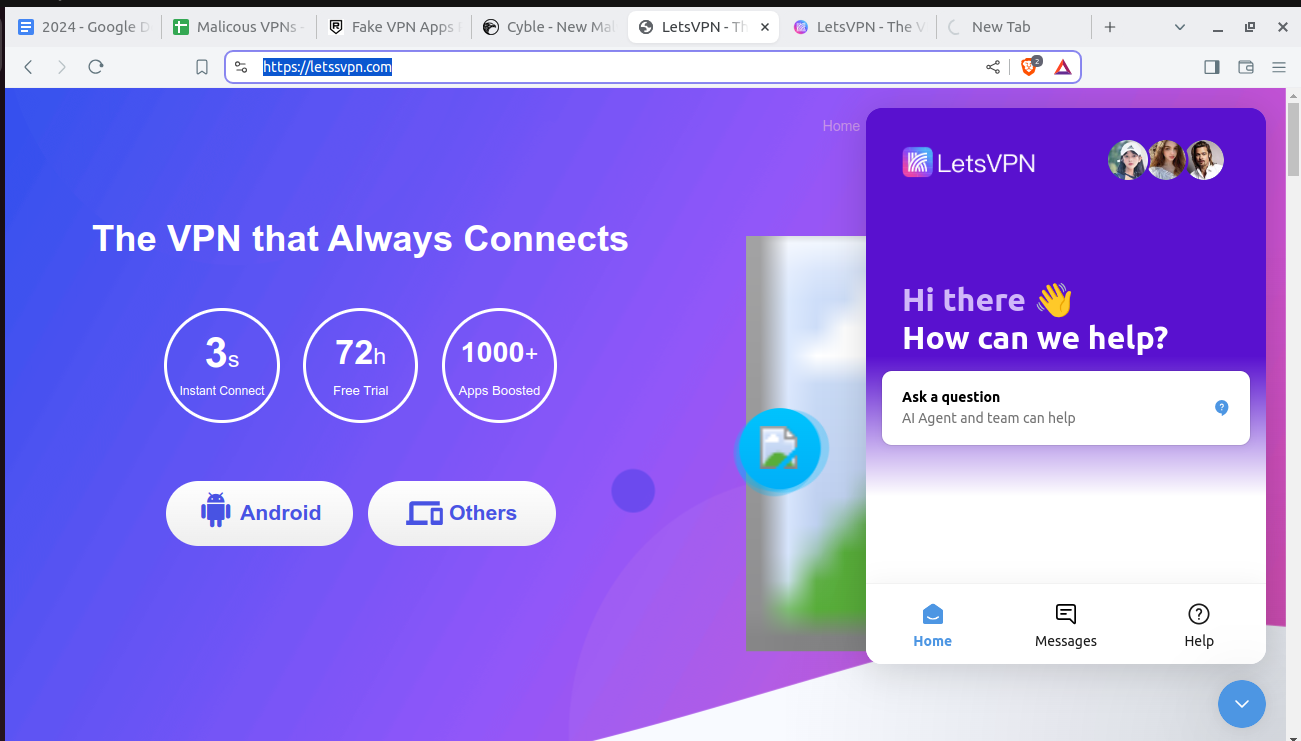 2024 - Google D
Malicous VPNs -
Fake VPN Apps
Cyble - New Mal
LetsVPN - Th
LetsVPN - The V
New Tab
https://letssvpn.com
2
Home
LetsVPN
The VPN that Always Connects
Hi there 👋
How can we help?
3s
Instant Connect
72h
Free Trial
1000+
Apps Boosted
Ask a question
AI Agent and team can help
Android
Others
Home
Messages
Help